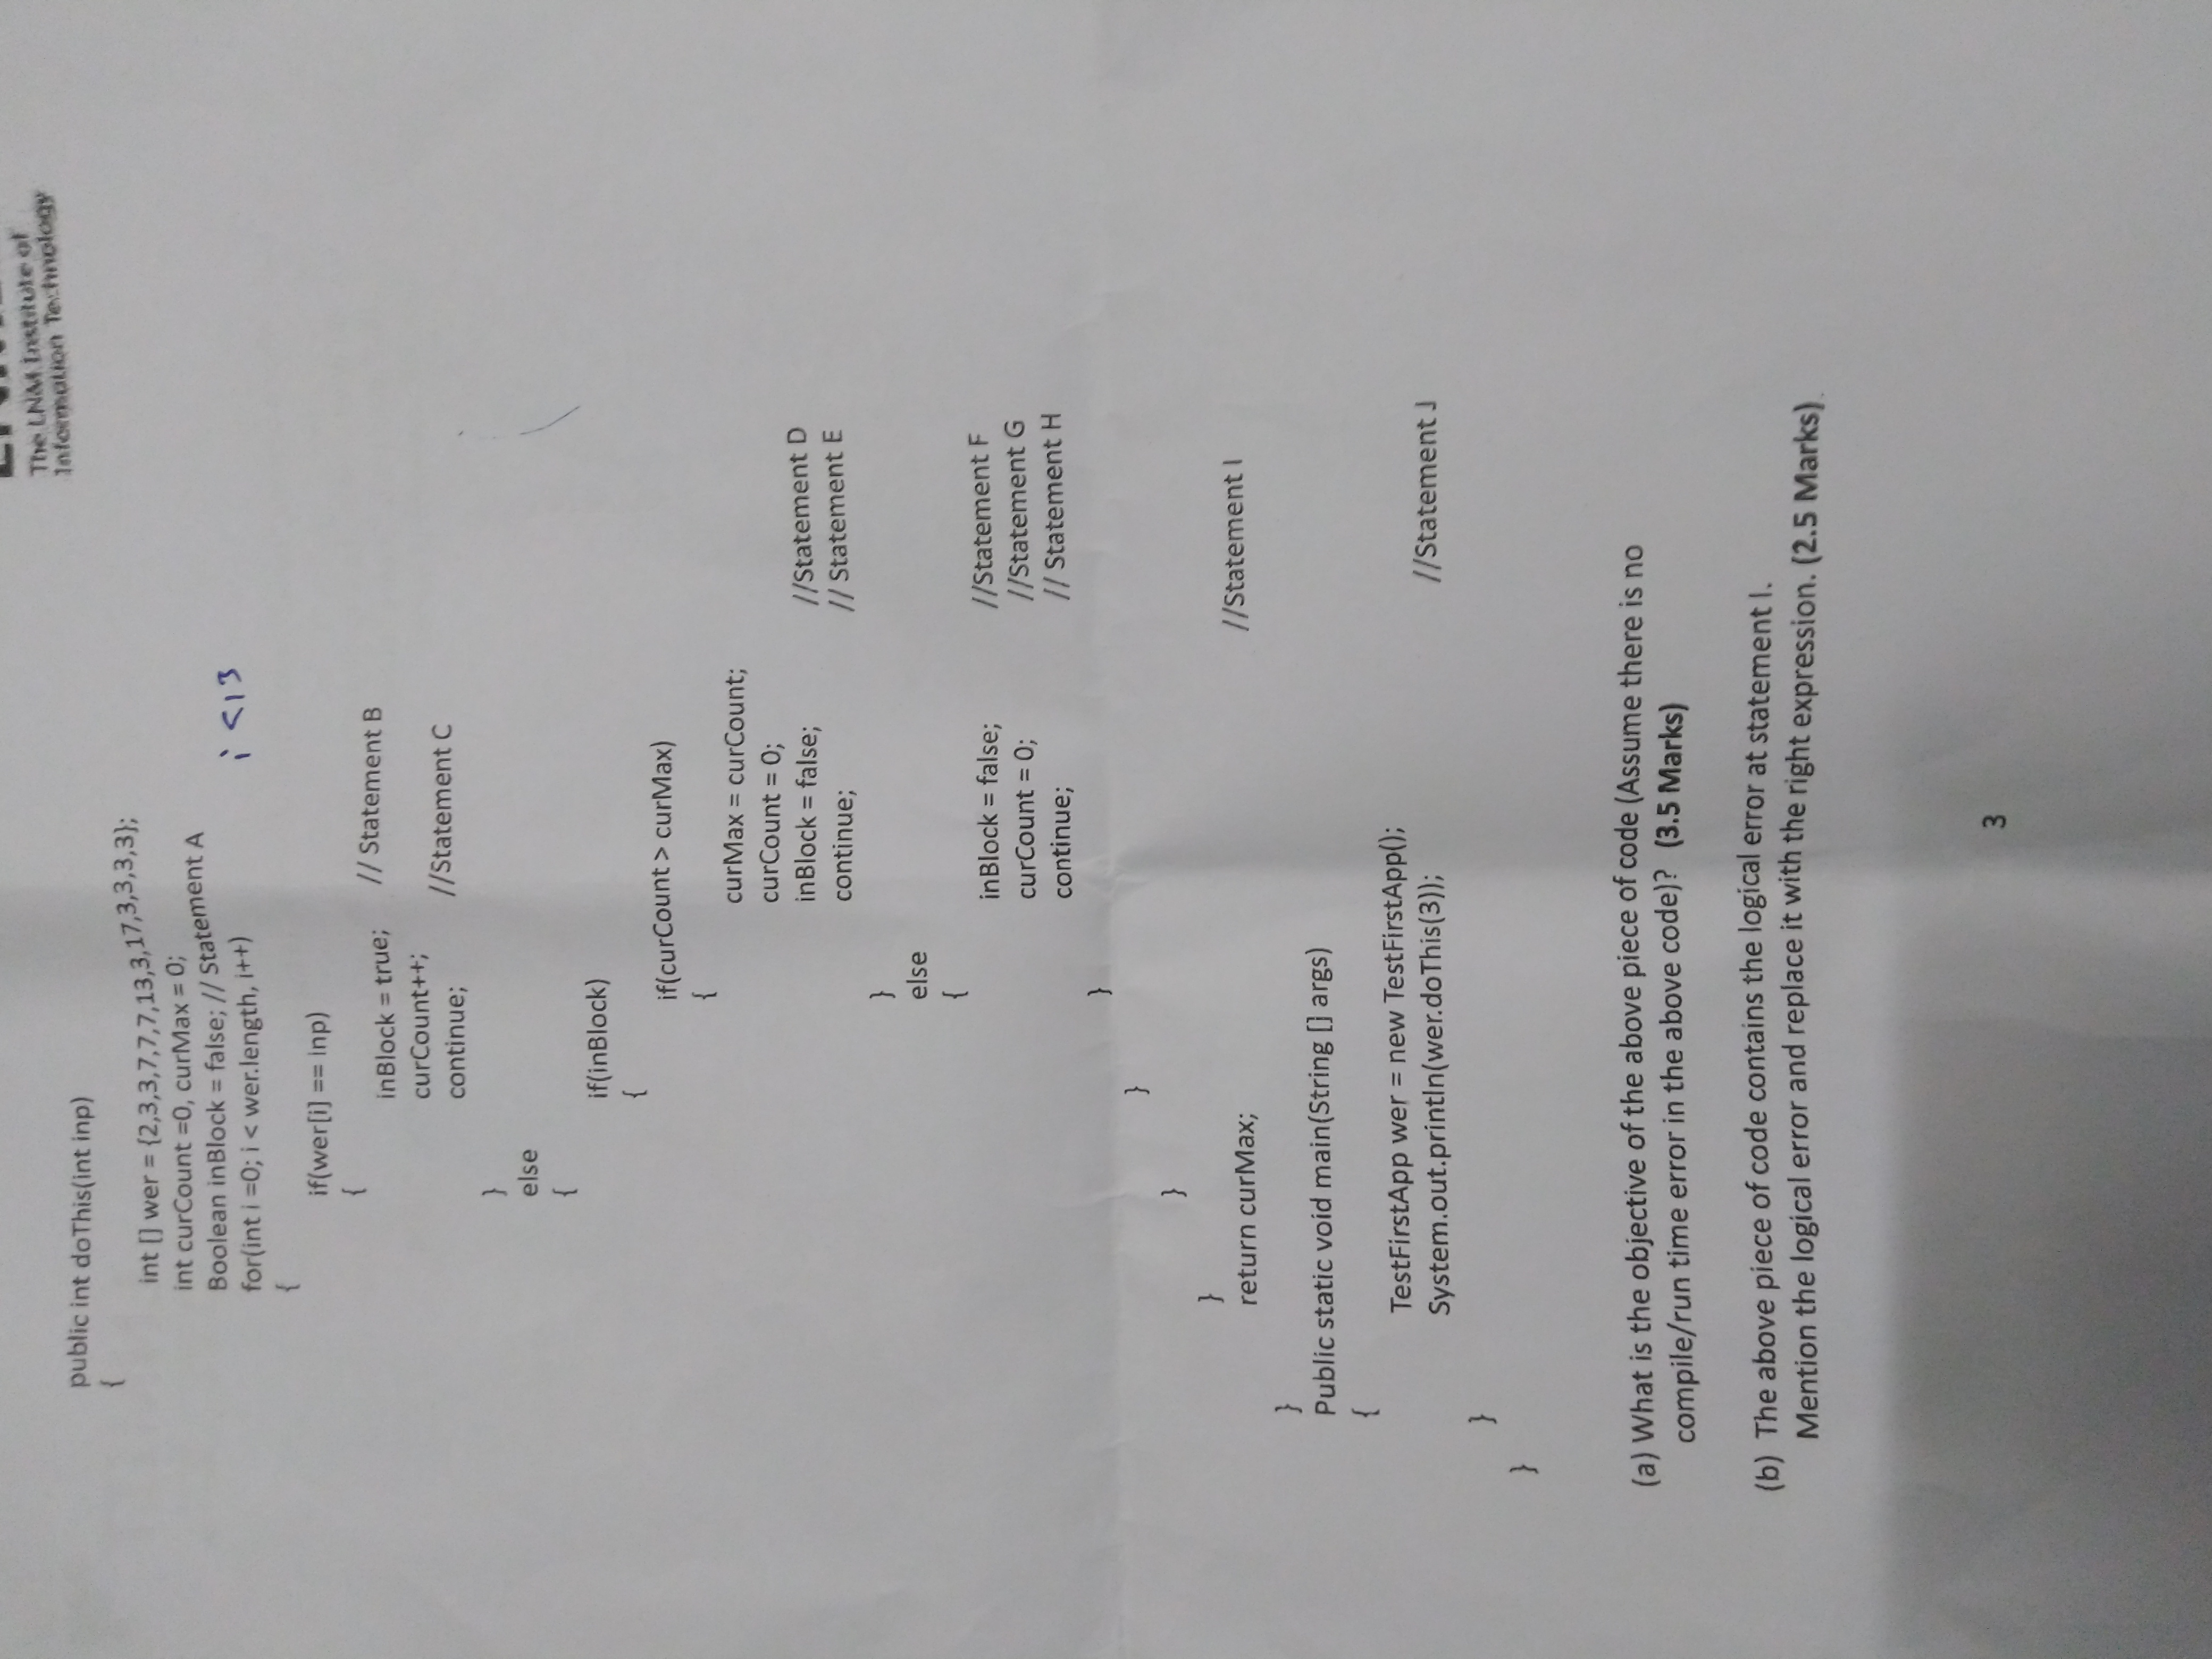 The LNM Institute of
Information Technology
public int doThis(int inp)
{
int [] wer = {2,3,3,7,7,7,13,3,17,3,3,3,3};
int curCount =0, curMax = 0;
Boolean inBlock = false; // Statement A
for(int i =0; i < wer.length, i++)
i <13
{
if(wer[i] == inp)
{
inBlock = true; // Statement B
curCount++;
continue; //Statement C
}
else
{
if(inBlock)
{
if(curCount > curMax)
{
curMax = curCount;
curCount = 0;
inBlock = false; //Statement D
continue; // Statement E
}
else
{
inBlock = false; //Statement F
curCount = 0; //Statement G
continue; // Statement H
}
}
}
}
return curMax; //Statement I
}
Public static void main(String [] args)
{
TestFirstApp wer = new TestFirstApp();
System.out.println(wer.doThis(3)); //Statement J
}
}
(a) What is the objective of the above piece of code (Assume there is no
compile/run time error in the above code)? (3.5 Marks)
(b) The above piece of code contains the logical error at statement I.
Mention the logical error and replace it with the right expression. (2.5 Marks)
3